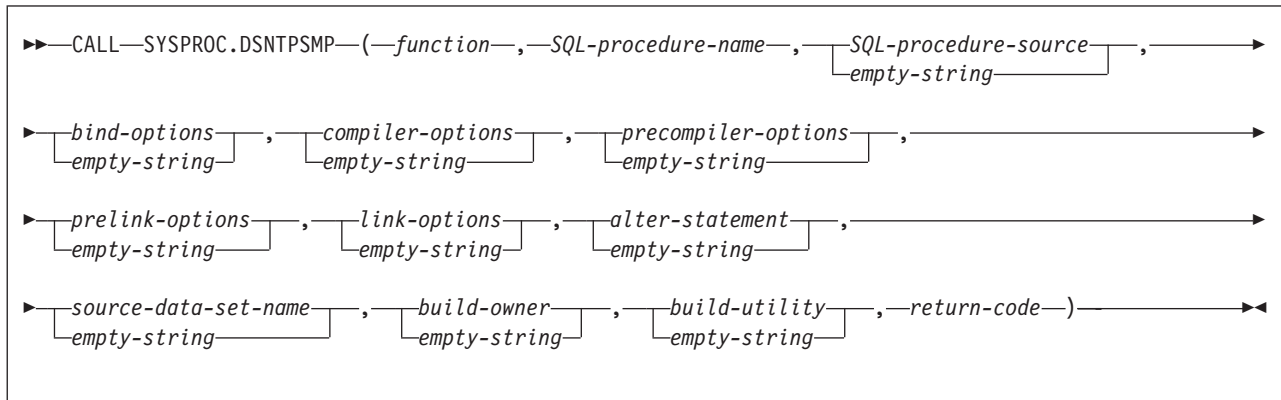 CALL SYSPROC.DSNTPSMP ( function , SQL-procedure-name , SQL-procedure-source ,
empty-string
bind-options , compiler-options , precompiler-options ,
empty-string empty-string empty-string
prelink-options , link-options , alter-statement ,
empty-string empty-string empty-string
source-data-set-name , build-owner , build-utility , return-code )
empty-string empty-string empty-string